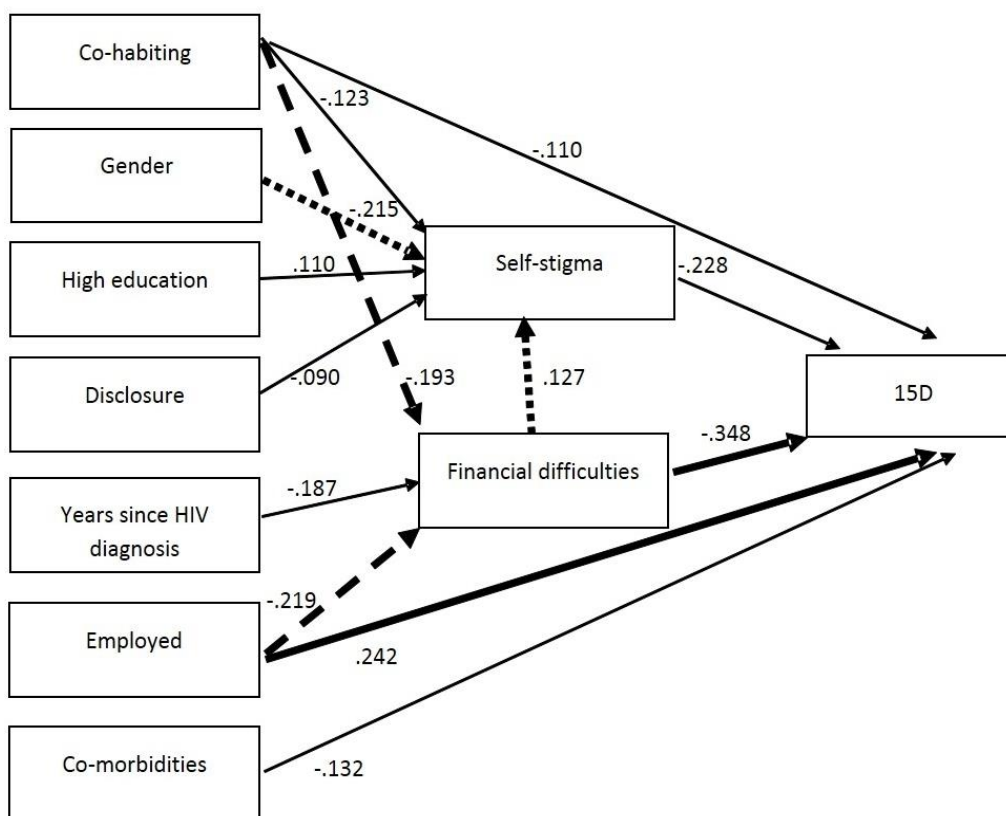 Co-habiting
-.123
-.110
Gender
-.215
High education
.110
Self-stigma
-.228
Disclosure
-.090
-.193
.127
15D
-.348
Financial difficulties
Years since HIV
diagnosis
-.187
-.219
Employed
.242
Co-morbidities
-.132